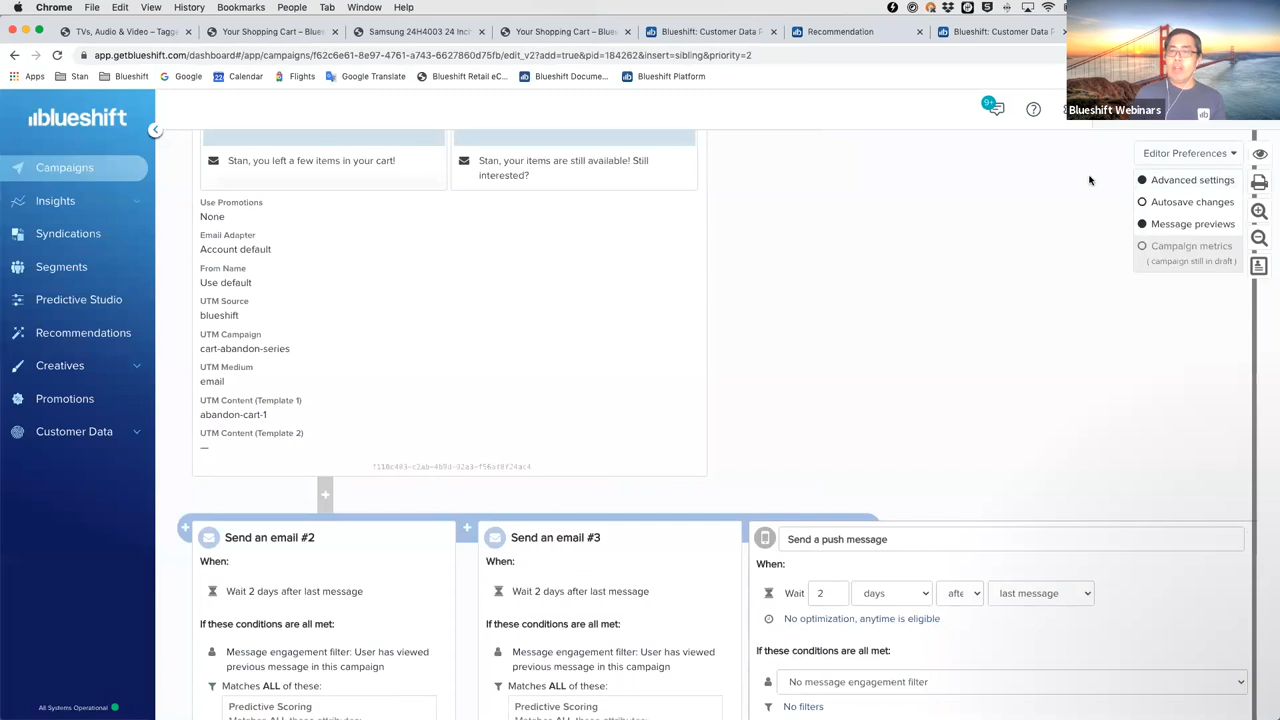 Chrome File Edit View History Bookmarks People Tab Window Help
TVs, Audio & Video – Tagge
Your Shopping Cart – Blues
Samsung 24H4003 24 Inch
Your Shopping Cart – Blues
Blueshift: Customer Data P
Recommendation
Blueshift: Customer Data P
app.getblueshift.com/dashboard#/app/campaigns/f62c6e61-8e97-4761-a743-6627860d75fb/edit_v2?add=true&pid=184262&insert=sibling&priority=2
Apps Stan Blueshift Google Calendar Flights Google Translate Blueshift Retail eC... Blueshift Docume... Blueshift Platform
Blueshift Webinars
blueshift
9+
Campaigns
Insights
Syndications
Segments
Predictive Studio
Recommendations
Creatives
Promotions
Customer Data
All Systems Operational
Editor Preferences
Advanced settings
Autosave changes
Message previews
Campaign metrics
( campaign still in draft )
Stan, you left a few items in your cart!
Stan, your items are still available! Still
interested?
Use Promotions
None
Email Adapter
Account default
From Name
Use default
UTM Source
blueshift
UTM Campaign
cart-abandon-series
UTM Medium
email
UTM Content (Template 1)
abandon-cart-1
UTM Content (Template 2)
—
Send an email #2
When:
Wait 2 days after last message
If these conditions are all met:
Message engagement filter: User has viewed
previous message in this campaign
Matches ALL of these:
Predictive Scoring
Send an email #3
When:
Wait 2 days after last message
If these conditions are all met:
Message engagement filter: User has viewed
previous message in this campaign
Matches ALL of these:
Predictive Scoring
Send a push message
When:
Wait 2 days afte last message
No optimization, anytime is eligible
If these conditions are all met:
No message engagement filter
No filters